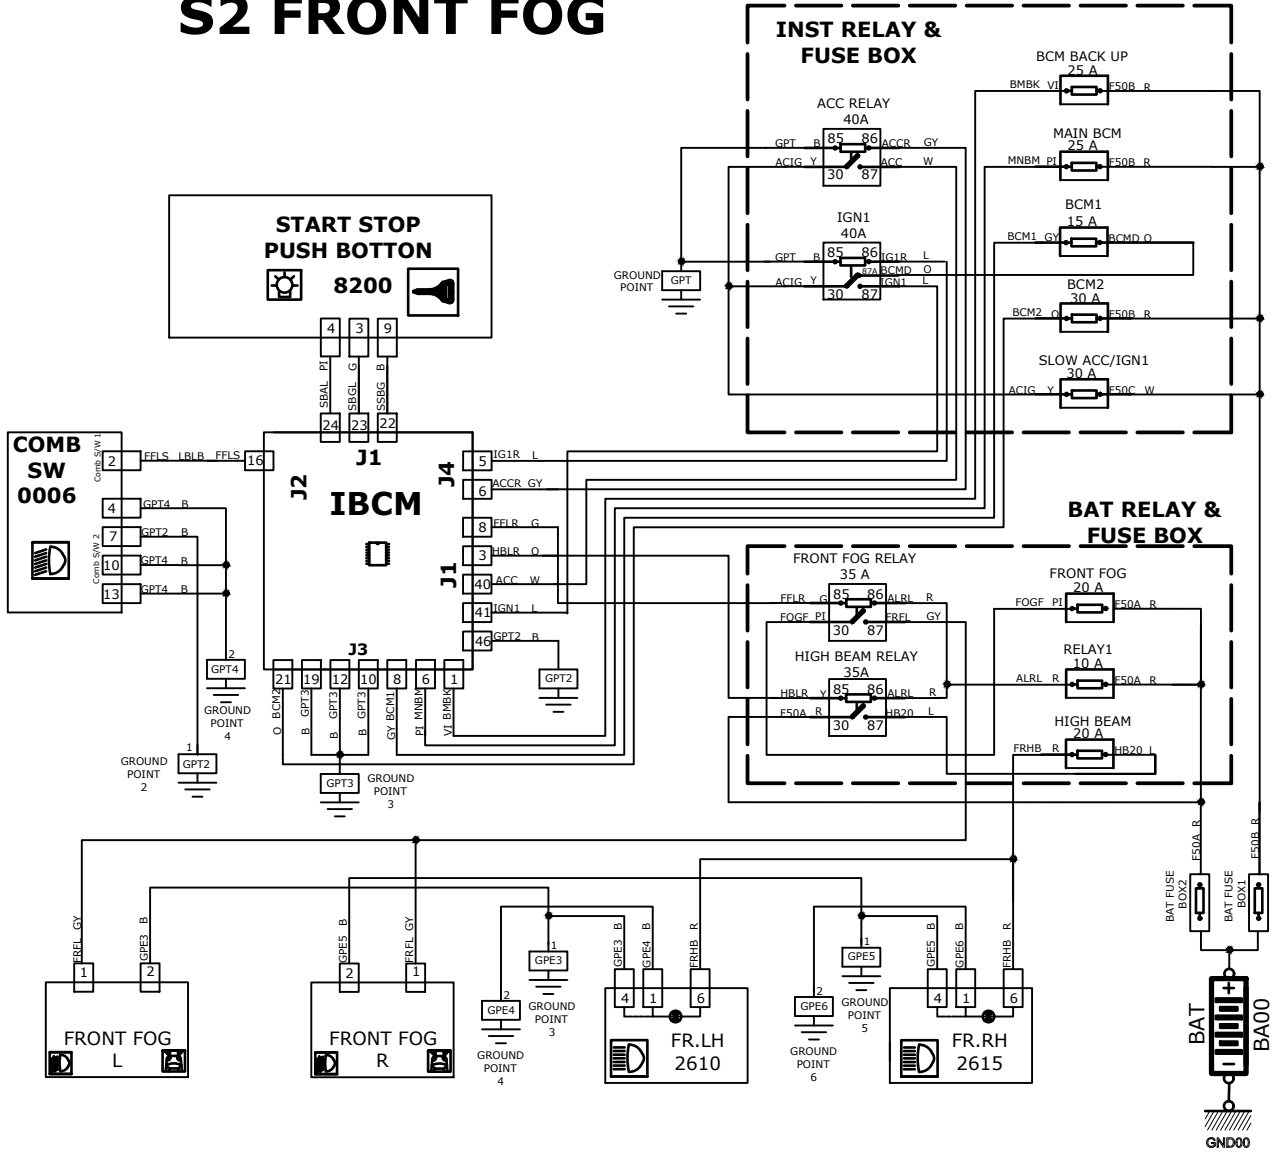 S2 FRONT FOG
INST RELAY &
FUSE BOX
BCM BACK UP
25 A
BMBK VI
F50B R
ACC RELAY
40A
GPT B
85 86
ACCR GY
ACIG Y
30 87
ACC W
MAIN BCM
25 A
MNBM PI
F50B R
BCM1
15 A
BCM1 GY
BCMD O
IGN1
40A
GPT B
85 86
IG1R L
87A
BCMD O
ACIG Y
30 87
IGN1 L
GROUND
POINT
GPT
BCM2
30 A
BCM2 O
F50B R
SLOW ACC/IGN1
30 A
ACIG Y
F50C W
START STOP
PUSH BOTTON
8200
4 3 9
SBAL PI
SBGL G
SSBG B
24 23 22
COMB
SW
0006
Comb S/W 1
Comb S/W 2
2
FFLS LBLB FFLS
16
4
GPT4 B
7
GPT2 B
10
GPT4 B
13
GPT4 B
J1
J2
J4
IBCM
J1
J3
5
IG1R L
6
ACCR GY
8
FFLR G
3
HBLR O
40
ACC W
41
IGN1 L
46
GPT2 B
GPT2
21 19 12 10 8 6 1
O BCM2
B GPT3
B GPT3
B GPT3
GY BCM1
PI MNBM
VI BMBK
2
GPT4
GROUND
POINT
4
1
GPT2
GROUND
POINT
2
GPT3
GROUND
POINT
3
BAT RELAY &
FUSE BOX
FRONT FOG RELAY
35 A
FFLR G
85 86
ALRL R
FOGF PI
30 87
FRFL GY
FRONT FOG
20 A
FOGF PI
F50A R
HIGH BEAM RELAY
35A
HBLR Y
85 86
ALRL R
F50A R
30 87
HB20 L
RELAY1
10 A
ALRL R
F50A R
HIGH BEAM
20 A
FRHB R
HB20 L
F50A R
F50B R
BAT FUSE
BOX2
BAT FUSE
BOX1
FRFL GY
GPE3 B
1 2
FRONT FOG
L
GPE5 B
FRFL GY
2 1
FRONT FOG
R
2
GPE4
GROUND
POINT
4
1
GPE3
GROUND
POINT
3
GPE3 B
GPE4 B
FRHB R
4 1 6
FR.LH
2610
2
GPE6
GROUND
POINT
6
1
GPE5
GROUND
POINT
5
GPE5 B
GPE6 B
FRHB R
4 1 6
FR.RH
2615
+
BAT
BA00
−
GND00